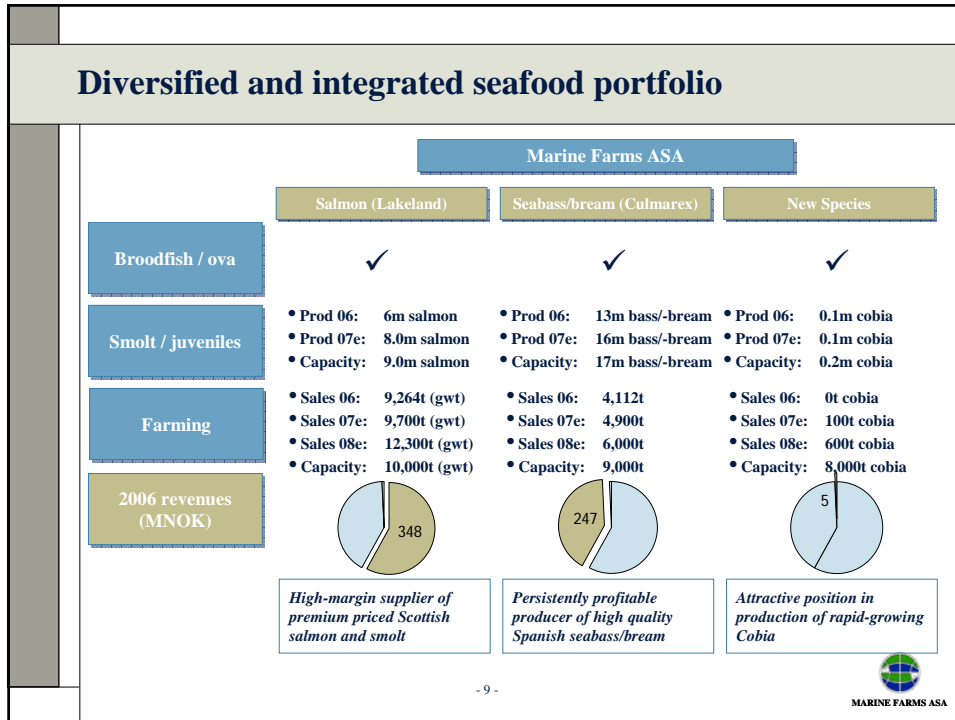 Diversified and integrated seafood portfolio
Marine Farms ASA
Salmon (Lakeland)
Seabass/bream (Culmarex)
New Species
Broodfish / ova
✓
✓
✓
Smolt / juveniles
• Prod 06: 6m salmon
• Prod 07e: 8.0m salmon
• Capacity: 9.0m salmon
• Prod 06: 13m bass/-bream
• Prod 07e: 16m bass/-bream
• Capacity: 17m bass/-bream
• Prod 06: 0.1m cobia
• Prod 07e: 0.1m cobia
• Capacity: 0.2m cobia
Farming
• Sales 06: 9,264t (gwt)
• Sales 07e: 9,700t (gwt)
• Sales 08e: 12,300t (gwt)
• Capacity: 10,000t (gwt)
• Sales 06: 4,112t
• Sales 07e: 4,900t
• Sales 08e: 6,000t
• Capacity: 9,000t
• Sales 06: 0t cobia
• Sales 07e: 100t cobia
• Sales 08e: 600t cobia
• Capacity: 8,000t cobia
2006 revenues
(MNOK)
348
247
5
High-margin supplier of
premium priced Scottish
salmon and smolt
Persistently profitable
producer of high quality
Spanish seabass/bream
Attractive position in
production of rapid-growing
Cobia
- 9 -
MARINE FARMS ASA